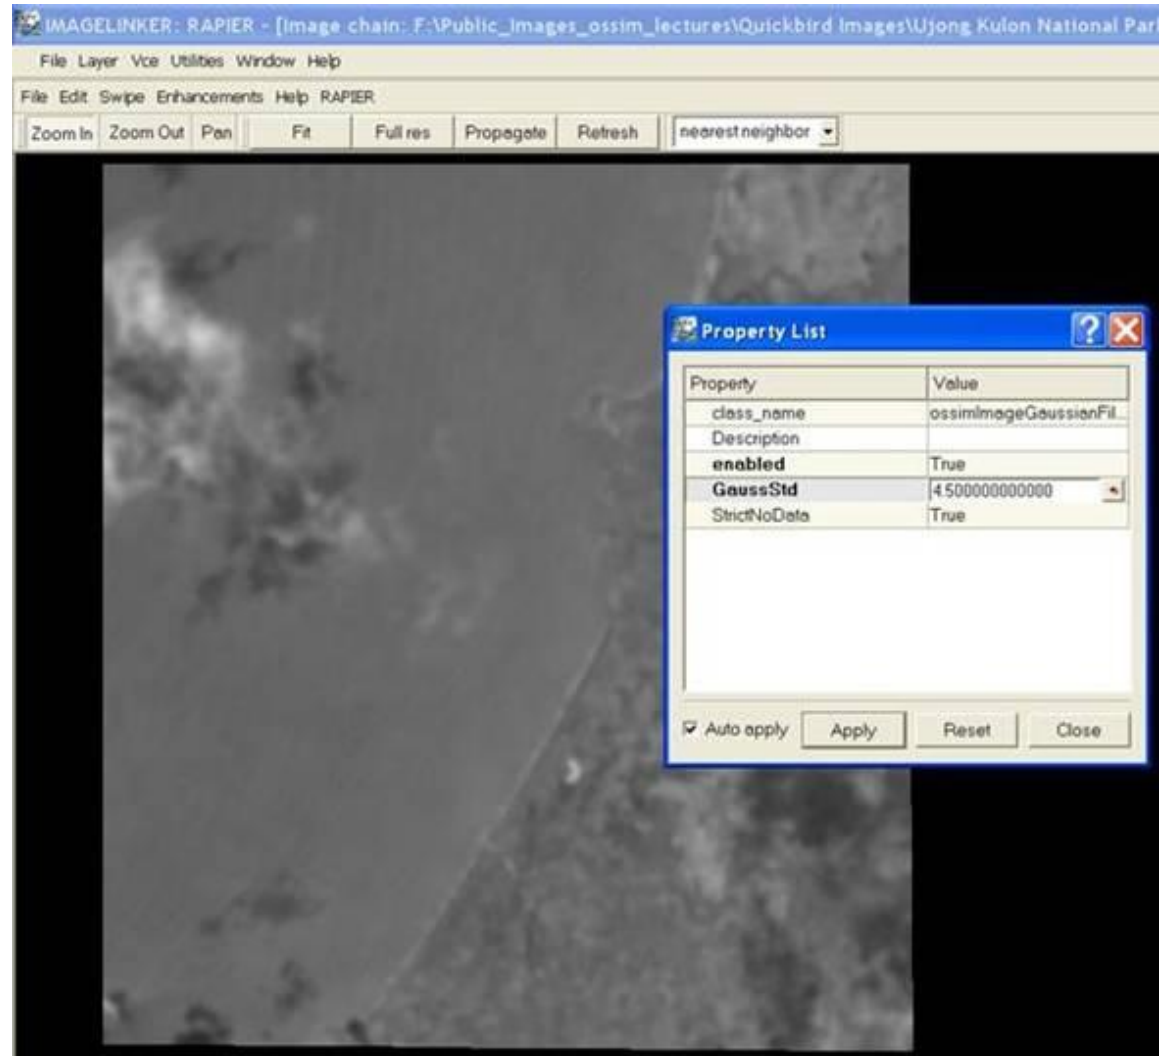 IMAGELINKER: RAPIER - [Image chain: F:\Public_Images_ossim_lectures\Quickbird Images\Ujong Kulon National Par
File Layer Vce Utilities Window Help
File Edit Swipe Enhancements Help RAPIER
Zoom In Zoom Out Pan Fit Full res Propagate Refresh nearest neighbor
Property List
Property Value
class_name ossimImageGaussianFil...
Description
enabled True
GaussStd 4.500000000000
StrictNoData True
Auto apply Apply Reset Close